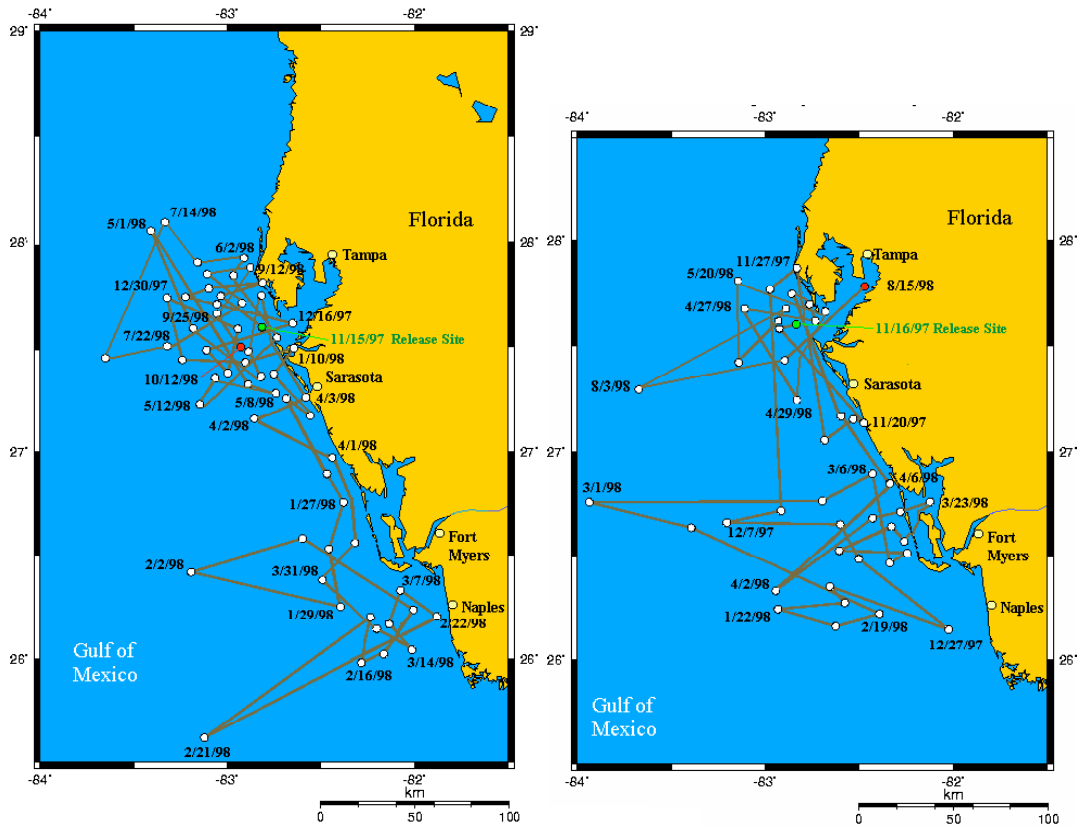 -84° -83° -82°
29° 29°
28° 28°
27° 27°
26° 26°
-84° -83° -82°
Florida
Tampa
Sarasota
Fort
Myers
Naples
Gulf of
Mexico
7/14/98
5/1/98
6/2/98
9/12/98
12/30/97
9/25/98
12/16/97
7/22/98
11/15/97 Release Site
1/10/98
10/12/98
5/12/98
5/8/98
4/3/98
4/2/98
4/1/98
1/27/98
2/2/98
3/31/98
3/7/98
1/29/98
2/22/98
3/14/98
2/16/98
2/21/98
km
0 50 100
-83° -82°
28° 28°
27° 27°
26° 26°
-84° -83° -82°
Florida
Tampa
Sarasota
Fort
Myers
Naples
Gulf of
Mexico
11/27/97
5/20/98
8/15/98
4/27/98
11/16/97 Release Site
8/3/98
4/29/98
11/20/97
3/6/98
4/6/98
3/1/98
3/23/98
12/7/97
4/2/98
1/22/98
2/19/98
12/27/97
km
0 50 100